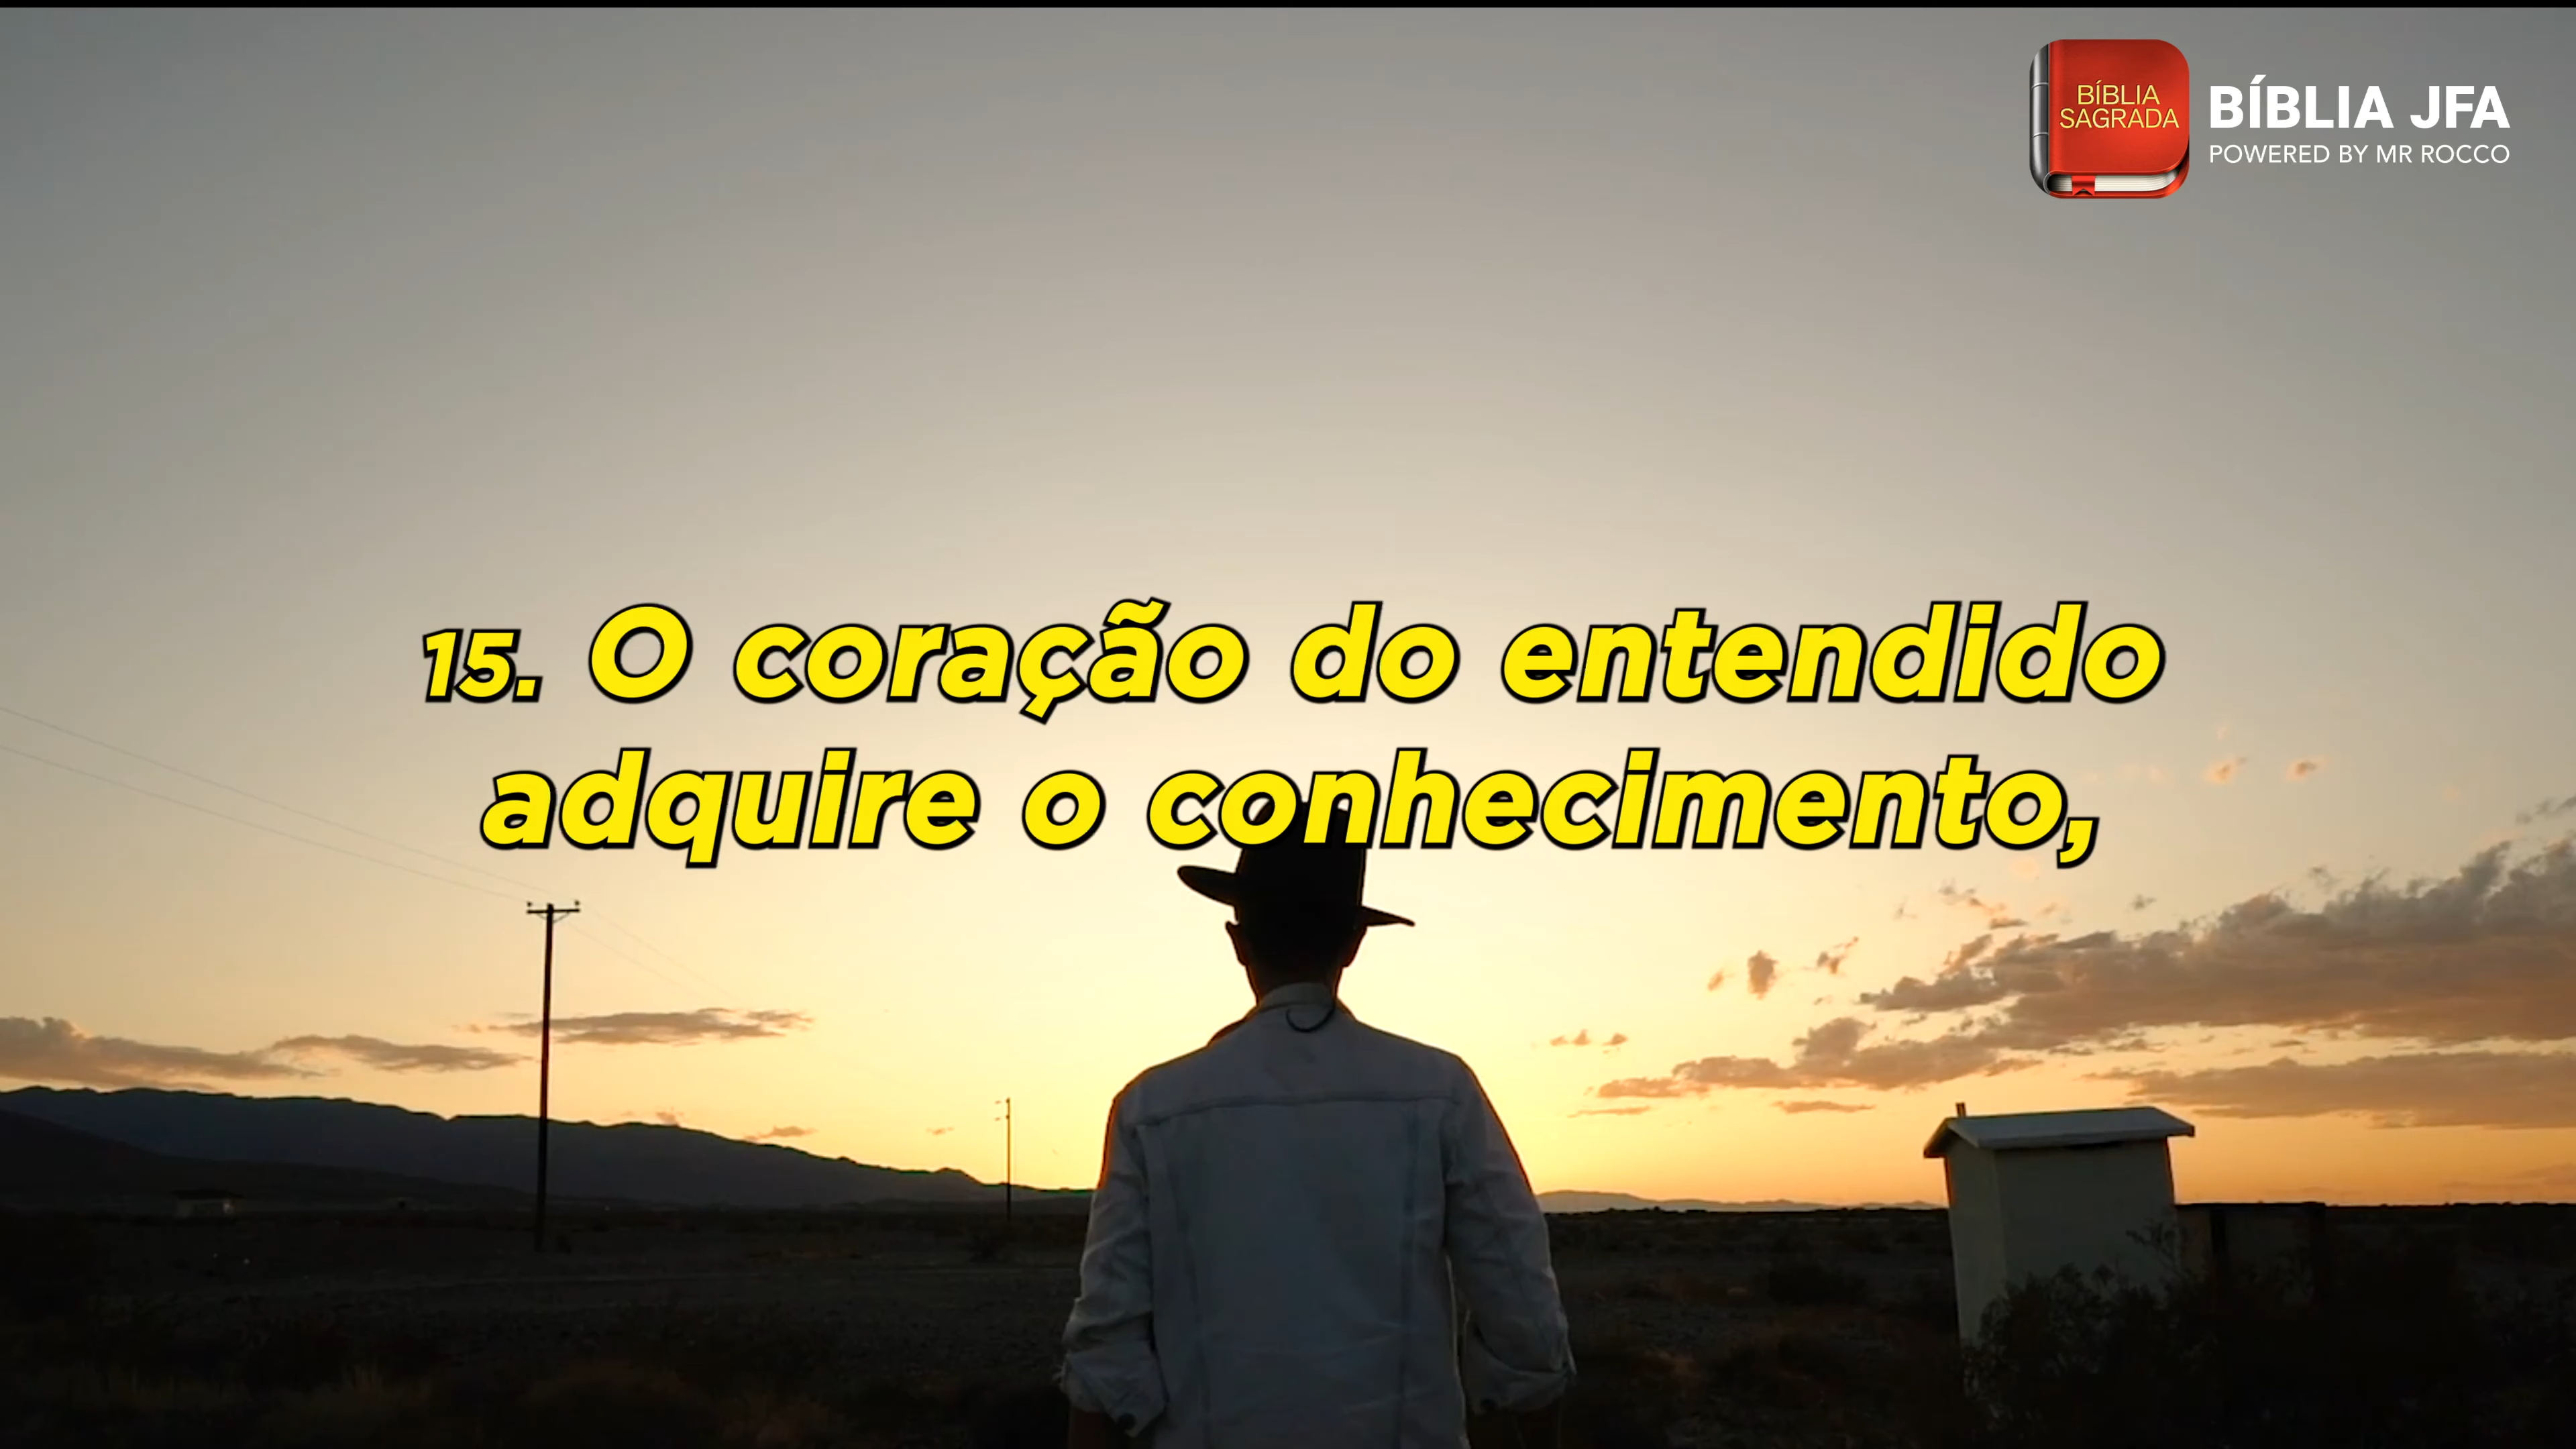 BÍBLIA
SAGRADA
BÍBLIA JFA
POWERED BY MR ROCCO
15. O coração do entendido
adquire o conhecimento,